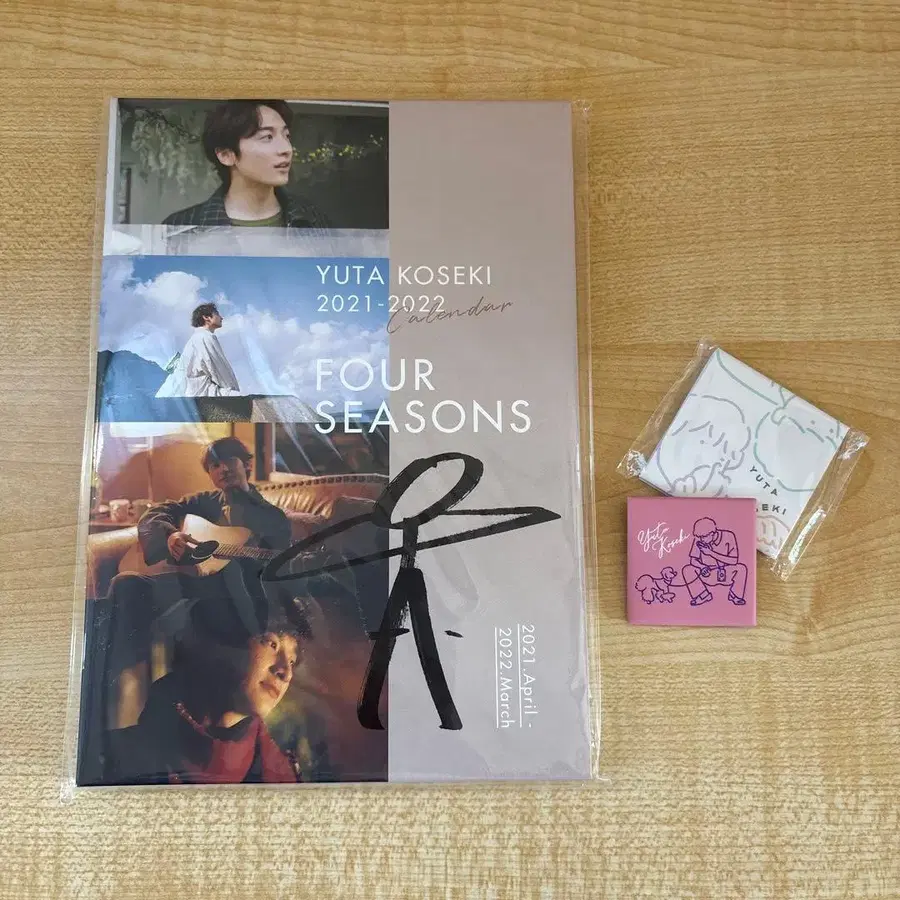 YUTA KOSEKI
2021-2022
Calendar
FOUR
SEASONS
2021.April -
2022.March
YUTA
Yuta
Koseki